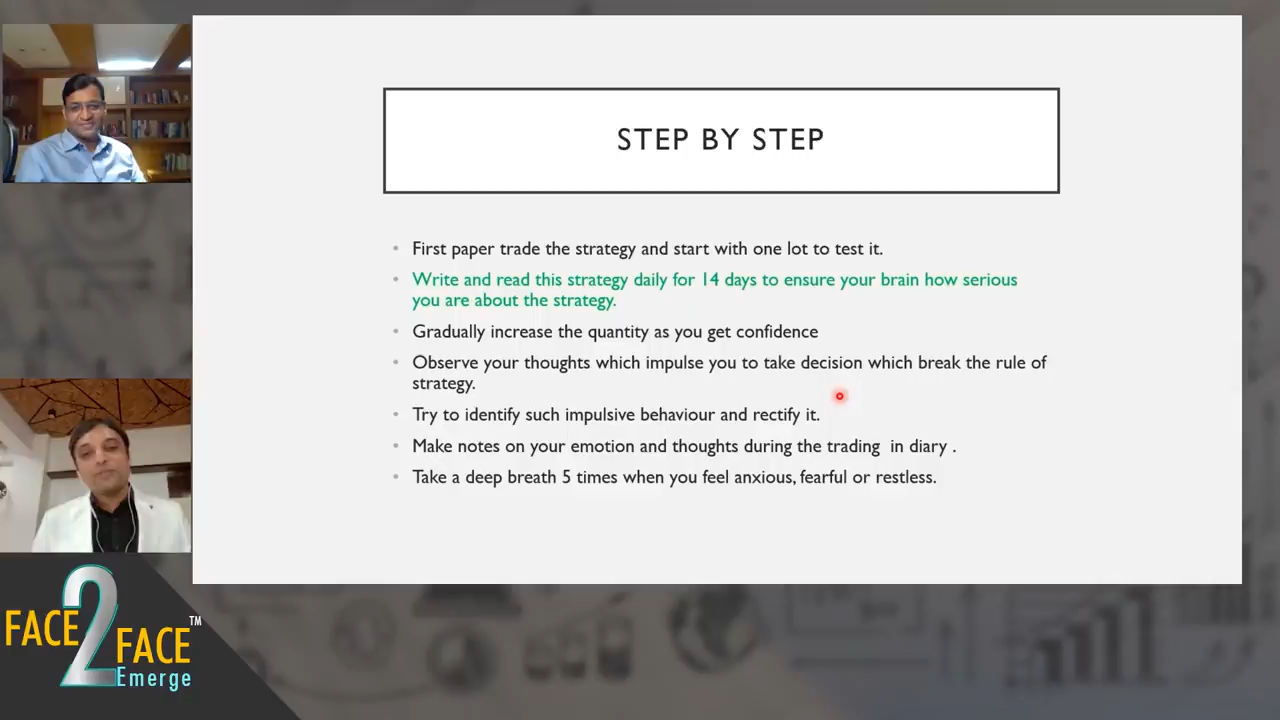 STEP BY STEP
• First paper trade the strategy and start with one lot to test it.
• Write and read this strategy daily for 14 days to ensure your brain how serious
you are about the strategy.
• Gradually increase the quantity as you get confidence
• Observe your thoughts which impulse you to take decision which break the rule of
strategy.
• Try to identify such impulsive behaviour and rectify it.
• Make notes on your emotion and thoughts during the trading  in diary .
• Take a deep breath 5 times when you feel anxious, fearful or restless.
FACE 2 FACE ™
Emerge